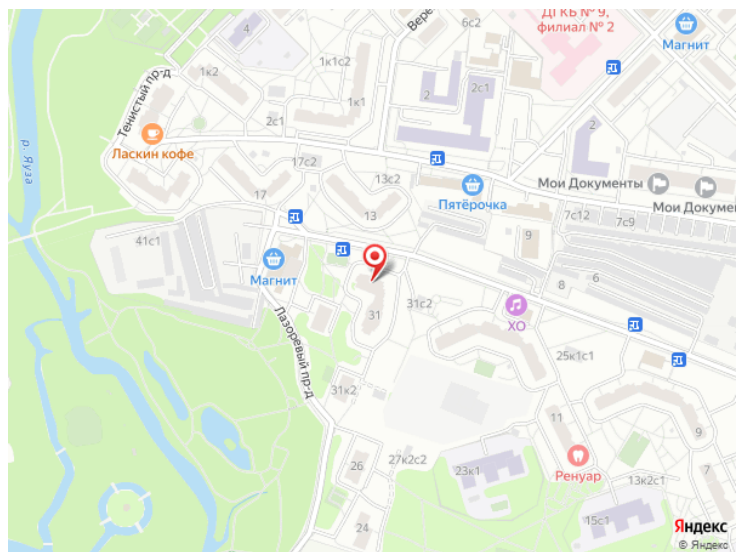 ДГКБ № 9,
филиал № 2
Магнит
6с2
Вере
4
1к1с2
1к2
1к1
2с1
2
2с1
2
Тенистый пр-д
р. Яуза
Ласкин кофе
17с2
13с2
Мои Документы
Мои Докумен
Пятёрочка
17
13
7с12
7с9
9
41с1
Магнит
8
6
31с2
31
ХО
Лазоревый пр-д
25к1с1
31к2
11
9
27к2с2
26
23к1
Ренуар
7
13к2с1
15с1
24
Яндекс
© Яндекс